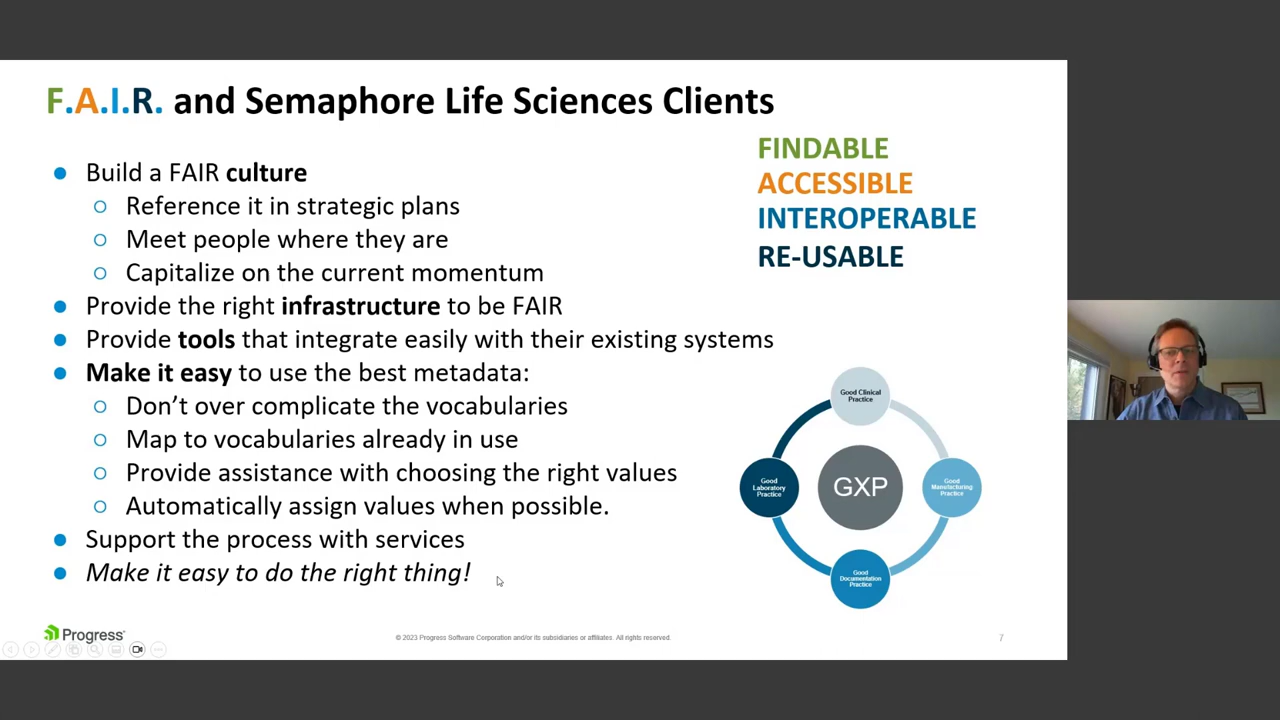 F.A.I.R. and Semaphore Life Sciences Clients
FINDABLE
ACCESSIBLE
INTEROPERABLE
RE-USABLE
● Build a FAIR culture
○ Reference it in strategic plans
○ Meet people where they are
○ Capitalize on the current momentum
● Provide the right infrastructure to be FAIR
● Provide tools that integrate easily with their existing systems
● Make it easy to use the best metadata:
○ Don’t over complicate the vocabularies
○ Map to vocabularies already in use
○ Provide assistance with choosing the right values
○ Automatically assign values when possible.
● Support the process with services
● Make it easy to do the right thing!
Good Clinical
Practice
Good
Laboratory
Practice
GXP
Good
Manufacturing
Practice
Good
Documentation
Practice
Progress®
© 2023 Progress Software Corporation and/or its subsidiaries or affiliates. All rights reserved.
7